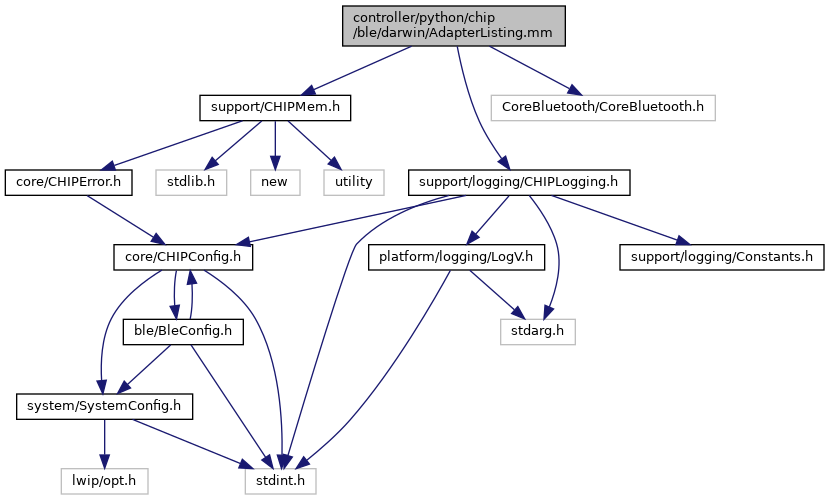 controller/python/chip
/ble/darwin/AdapterListing.mm
support/CHIPMem.h
CoreBluetooth/CoreBluetooth.h
core/CHIPError.h
stdlib.h
new
utility
support/logging/CHIPLogging.h
core/CHIPConfig.h
platform/logging/LogV.h
support/logging/Constants.h
ble/BleConfig.h
stdarg.h
system/SystemConfig.h
lwip/opt.h
stdint.h